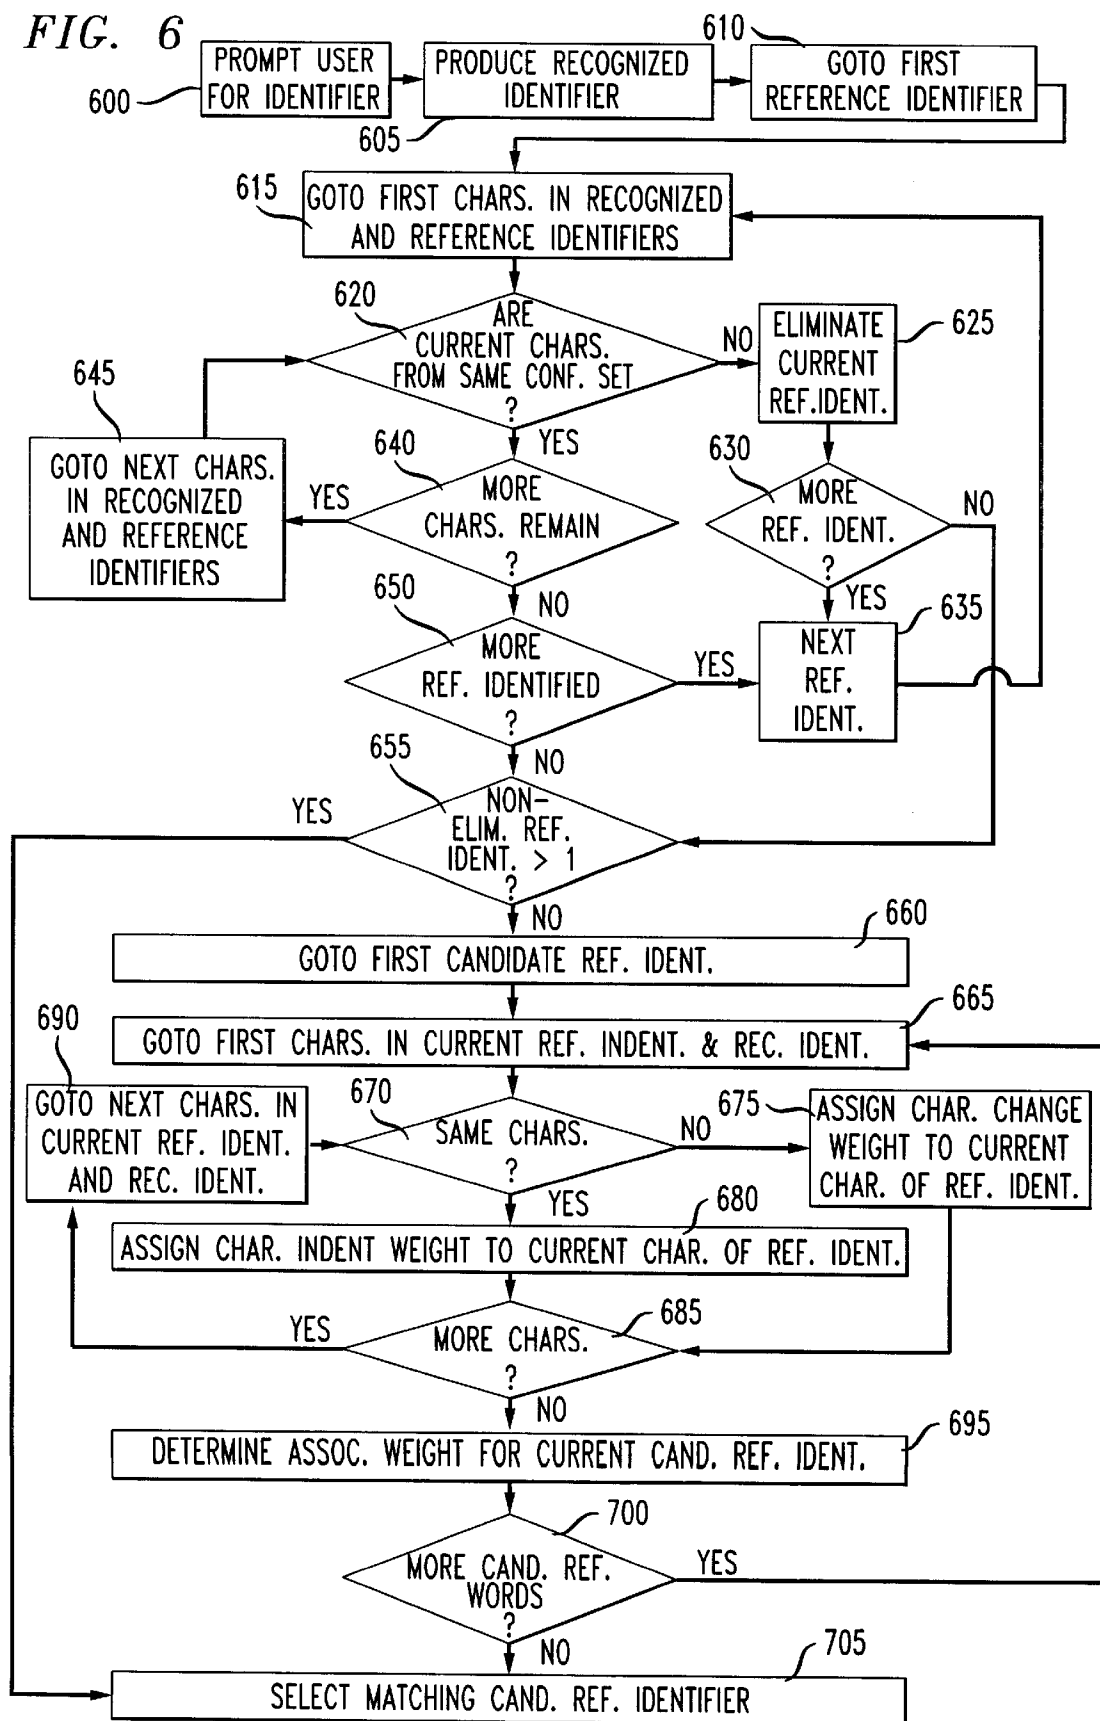 FIG. 6
610
PROMPT USER
FOR IDENTIFIER
600
PRODUCE RECOGNIZED
IDENTIFIER
605
GOTO FIRST
REFERENCE IDENTIFIER
615
GOTO FIRST CHARS. IN RECOGNIZED
AND REFERENCE IDENTIFIERS
620
ARE
CURRENT CHARS.
FROM SAME CONF. SET
?
NO
YES
ELIMINATE
CURRENT
REF.IDENT.
625
645
GOTO NEXT CHARS.
IN RECOGNIZED
AND REFERENCE
IDENTIFIERS
640
YES
MORE
CHARS. REMAIN
?
NO
630
MORE
REF. IDENT.
?
NO
YES
635
NEXT
REF.
IDENT.
650
MORE
REF. IDENTIFIED
?
YES
NO
655
YES
NON-
ELIM. REF.
IDENT. > 1
?
NO
660
GOTO FIRST CANDIDATE REF. IDENT.
665
GOTO FIRST CHARS. IN CURRENT REF. INDENT. & REC. IDENT.
690
GOTO NEXT CHARS. IN
CURRENT REF. IDENT.
AND REC. IDENT.
670
SAME CHARS.
?
NO
YES
675
ASSIGN CHAR. CHANGE
WEIGHT TO CURRENT
CHAR. OF REF. IDENT.
680
ASSIGN CHAR. INDENT WEIGHT TO CURRENT CHAR. OF REF. IDENT.
YES
MORE CHARS.
?
685
NO
695
DETERMINE ASSOC. WEIGHT FOR CURRENT CAND. REF. IDENT.
700
MORE CAND. REF.
WORDS
?
YES
NO
705
SELECT MATCHING CAND. REF. IDENTIFIER